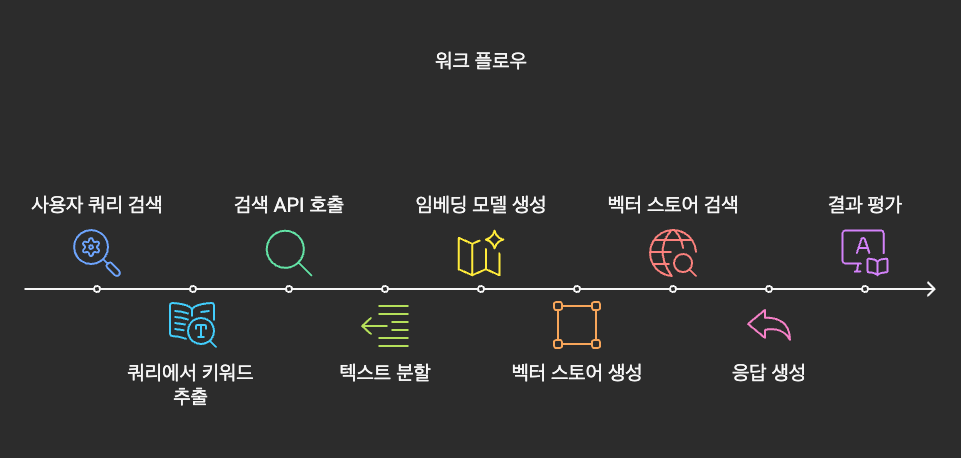 워크 플로우
사용자 쿼리 검색
검색 API 호출
임베딩 모델 생성
벡터 스토어 검색
결과 평가
A
T
쿼리에서 키워드
추출
텍스트 분할
벡터 스토어 생성
응답 생성